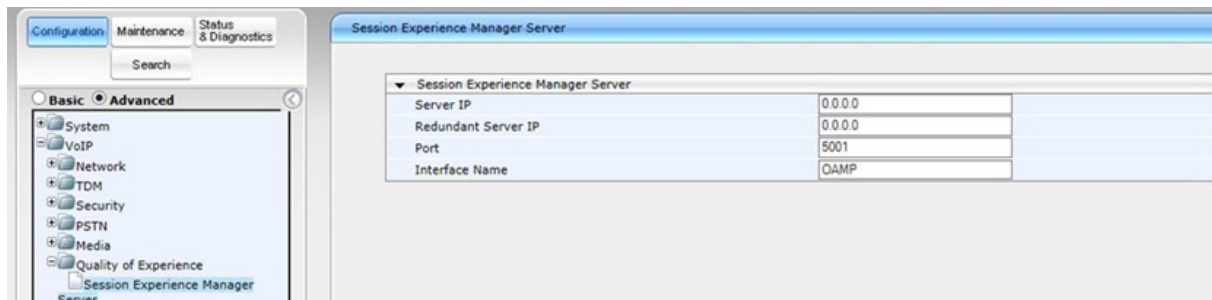 Configuration
Maintenance
Status
& Diagnostics
Search
Basic
Advanced
System
VoIP
Network
TDM
Security
PSTN
Media
Quality of Experience
Session Experience Manager
Server
Session Experience Manager Server
Session Experience Manager Server
Server IP 0.0.0.0
Redundant Server IP 0.0.0.0
Port 5001
Interface Name OAMP